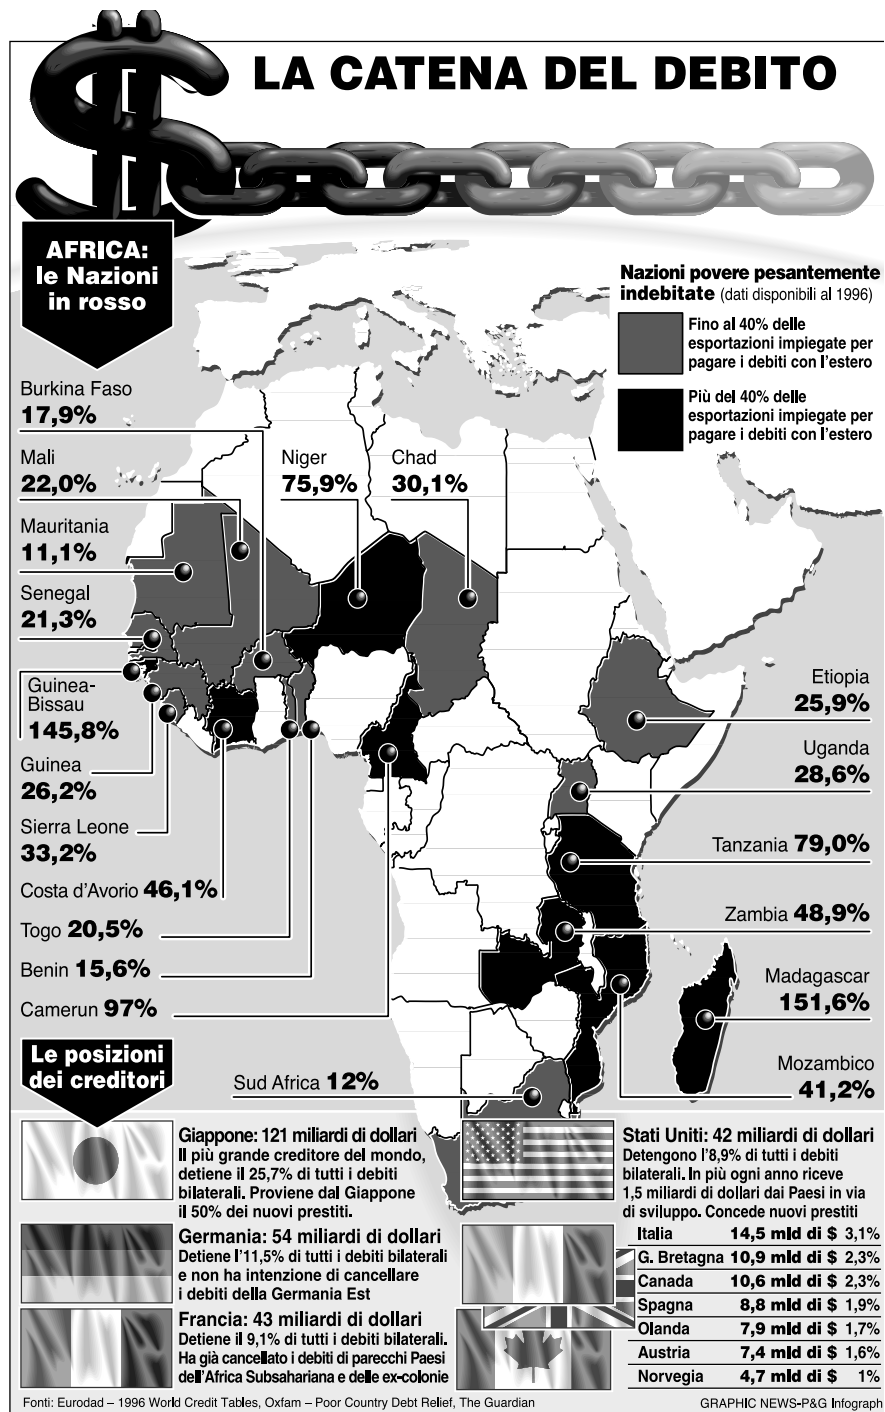 LA CATENA DEL DEBITO
AFRICA:
le Nazioni
in rosso
Nazioni povere pesantemente
indebitate (dati disponibili al 1996)
Fino al 40% delle
esportazioni impiegate per
pagare i debiti con l'estero
Più del 40% delle
esportazioni impiegate per
pagare i debiti con l'estero
Burkina Faso
17,9%
Mali
22,0%
Niger
75,9%
Chad
30,1%
Mauritania
11,1%
Senegal
21,3%
Guinea-
Bissau
145,8%
Guinea
26,2%
Sierra Leone
33,2%
Costa d'Avorio 46,1%
Togo 20,5%
Benin 15,6%
Camerun 97%
Etiopia
25,9%
Uganda
28,6%
Tanzania 79,0%
Zambia 48,9%
Madagascar
151,6%
Mozambico
41,2%
Sud Africa 12%
Le posizioni
dei creditori
Giappone: 121 miliardi di dollari
Il più grande creditore del mondo,
detiene il 25,7% di tutti i debiti
bilaterali. Proviene dal Giappone
il 50% dei nuovi prestiti.
Germania: 54 miliardi di dollari
Detiene l'11,5% di tutti i debiti bilaterali
e non ha intenzione di cancellare
i debiti della Germania Est
Francia: 43 miliardi di dollari
Detiene il 9,1% di tutti i debiti bilaterali.
Ha già cancellato i debiti di parecchi Paesi
dell'Africa Subsahariana e delle ex-colonie
Stati Uniti: 42 miliardi di dollari
Detengono l'8,9% di tutti i debiti
bilaterali. In più ogni anno riceve
1,5 miliardi di dollari dai Paesi in via
di sviluppo. Concede nuovi prestiti
Italia 14,5 mld di $ 3,1%
G. Bretagna 10,9 mld di $ 2,3%
Canada 10,6 mld di $ 2,3%
Spagna 8,8 mld di $ 1,9%
Olanda 7,9 mld di $ 1,7%
Austria 7,4 mld di $ 1,6%
Norvegia 4,7 mld di $ 1%
Fonti: Eurodad – 1996 World Credit Tables, Oxfam – Poor Country Debt Relief, The Guardian
GRAPHIC NEWS-P&G Infograph